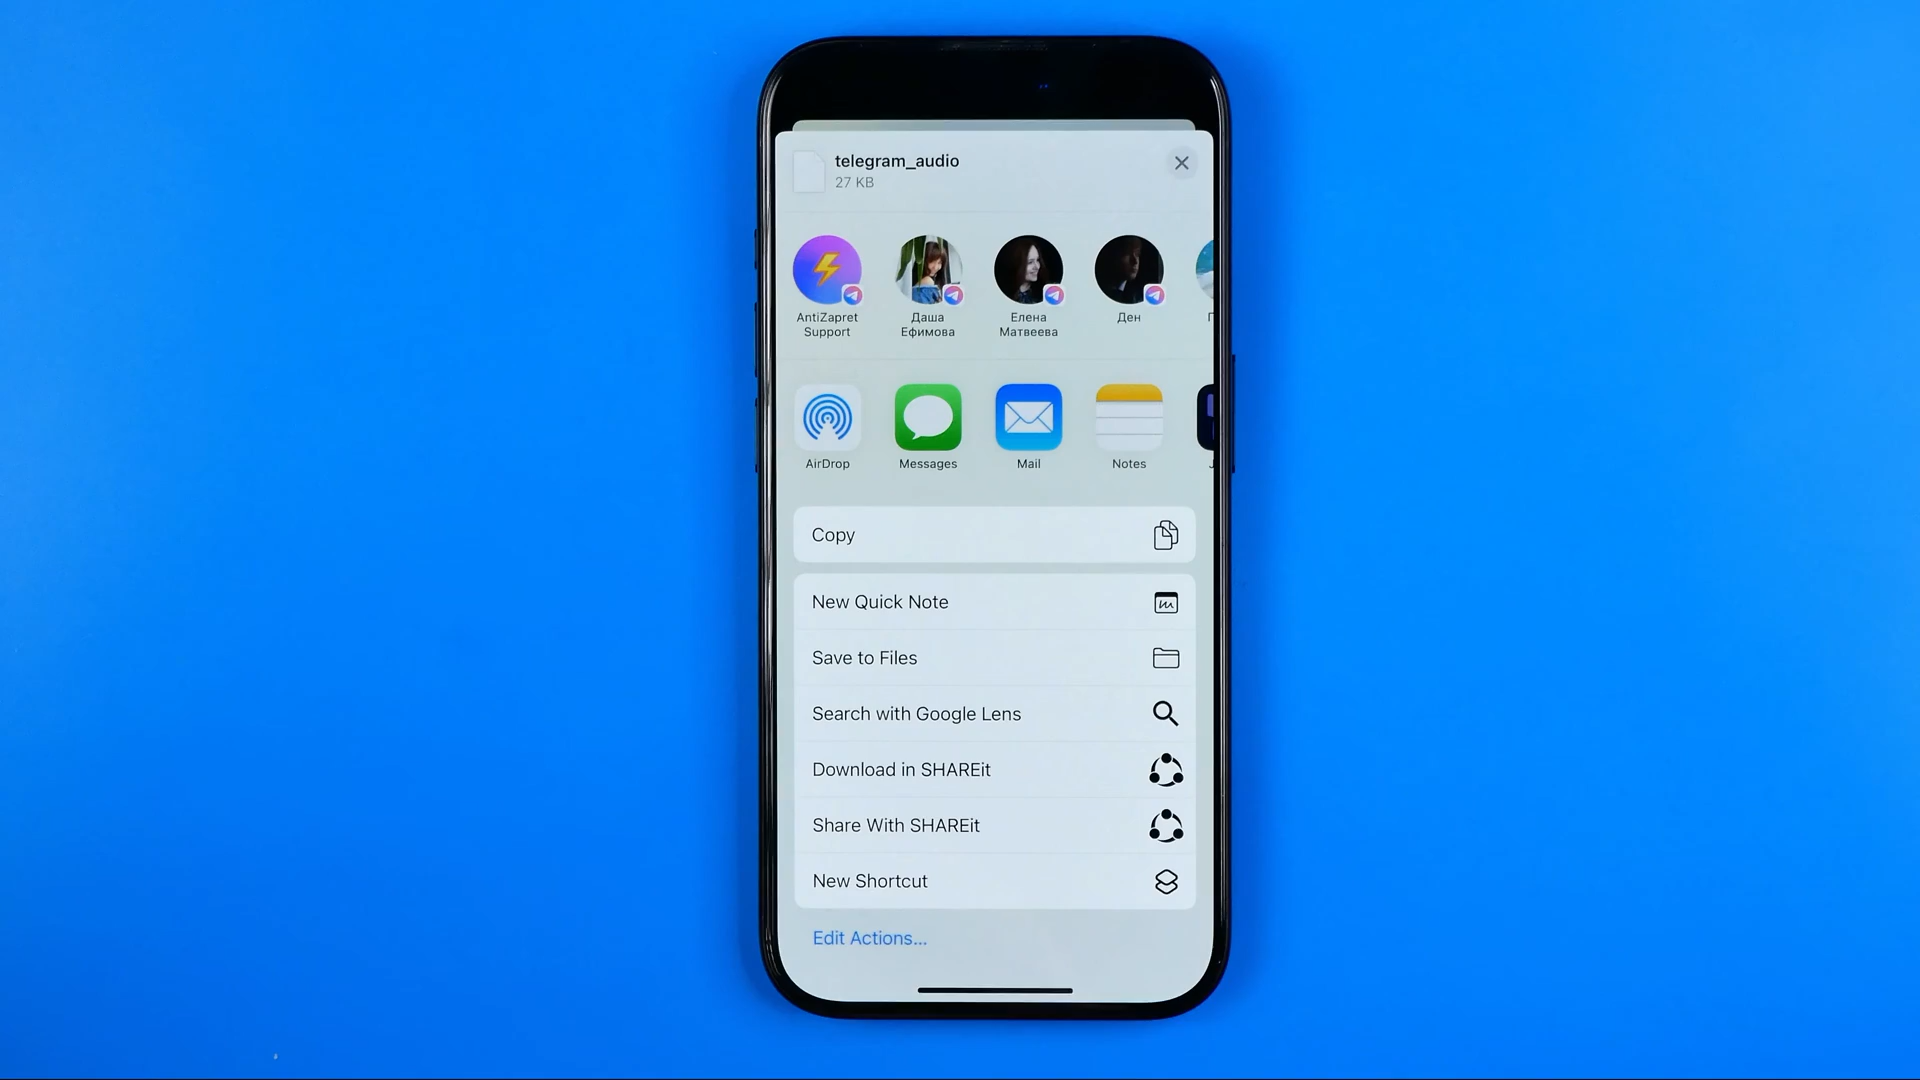 telegram_audio
27 KB
AntiZapret
Support
Даша
Ефимова
Елена
Матвеева
Ден
AirDrop
Messages
Mail
Notes
Copy
New Quick Note
Save to Files
Search with Google Lens
Download in SHAREit
Share With SHAREit
New Shortcut
Edit Actions...